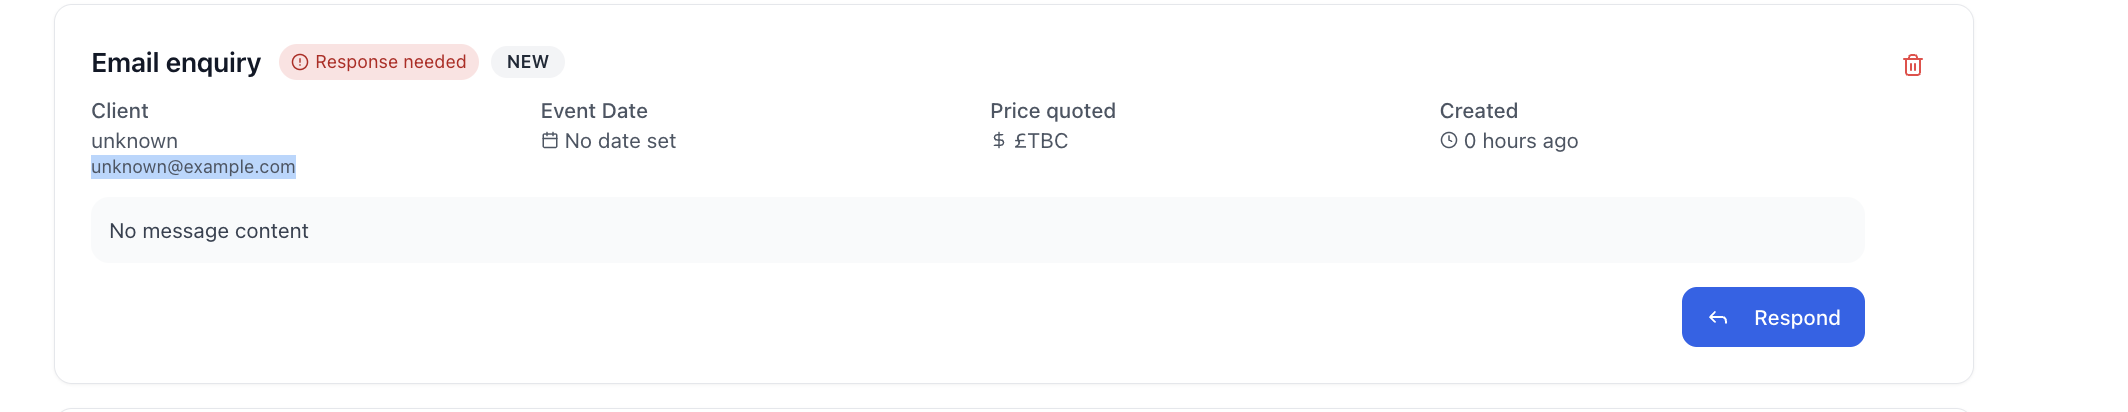 Email enquiry Response needed NEW
Client Event Date Price quoted Created
unknown No date set $ £TBC 0 hours ago
unknown@example.com
No message content
Respond